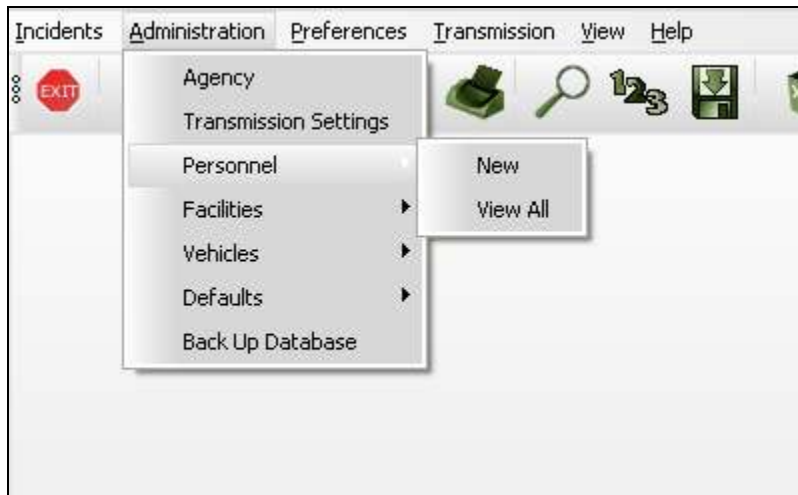 Incidents Administration Preferences Transmission View Help
EXIT 123
Agency
Transmission Settings
Personnel New
Facilities View All
Vehicles
Defaults
Back Up Database